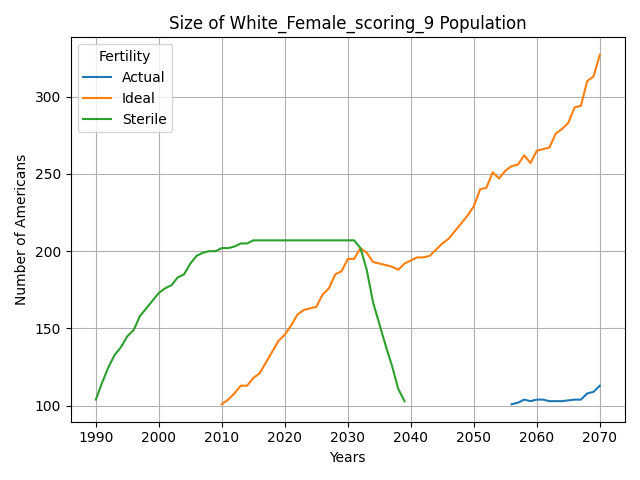 Size of White_Female_scoring_9 Population
Fertility
Actual
Ideal
Sterile
Number of Americans
300
250
200
150
100
1990 2000 2010 2020 2030 2040 2050 2060 2070
Years